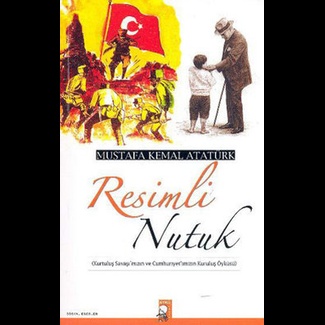 MUSTAFA KEMAL ATATÜRK
Resimli
Nutuk
(Kurtuluş Savaşı'mızın ve Cumhuriyet'imizin Kuruluş Öyküsü)